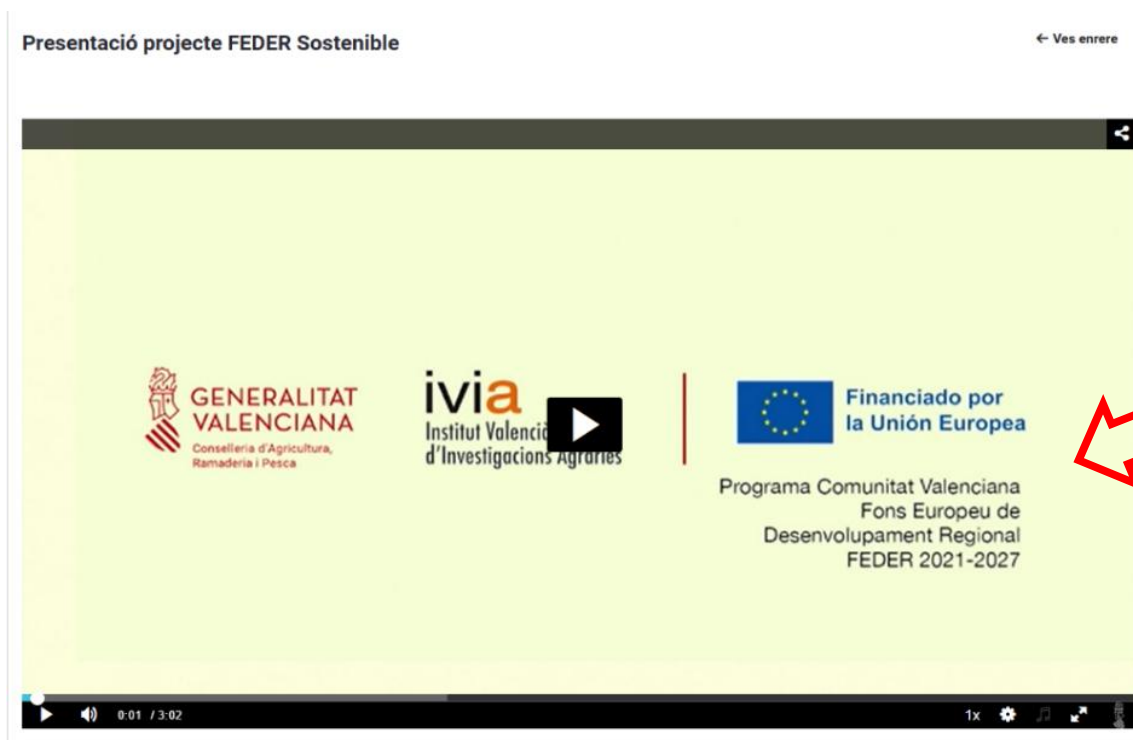 Presentació projecte FEDER Sostenible
← Ves enrere
GENERALITAT
VALENCIANA
Conselleria d'Agricultura,
Ramaderia i Pesca
ivia
Institut Valencià
d'Investigacions Agràries
Financiado por
la Unión Europea
Programa Comunitat Valenciana
Fons Europeu de
Desenvolupament Regional
FEDER 2021-2027
0:01 / 3:02
1x